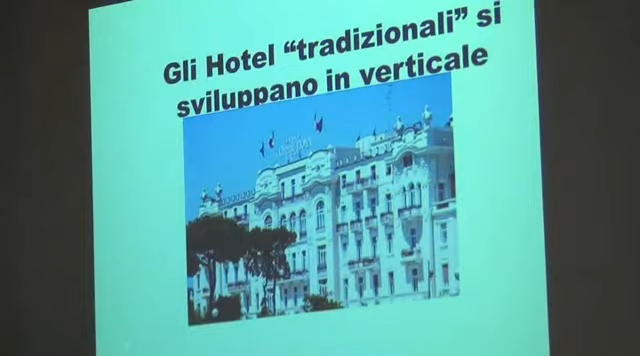 Gli Hotel “tradizionali” si
sviluppano in verticale